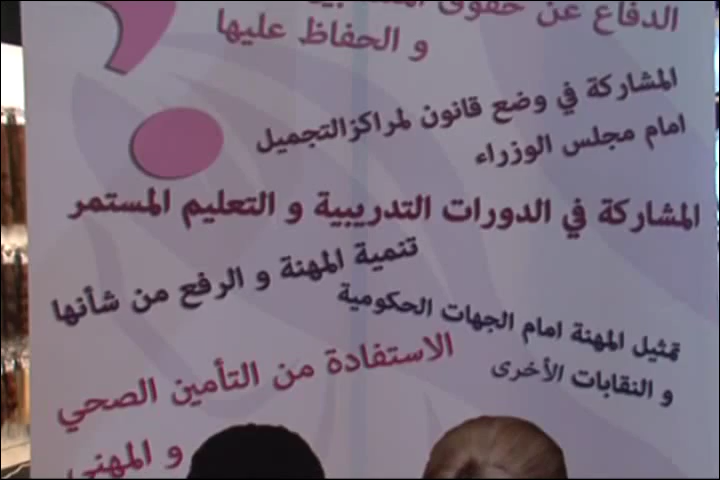 الدفاع عن حقوق
و الحفاظ عليها
المشاركة في وضع قانون لمراكزالتجميل
امام مجلس الوزراء
المشاركة في الدورات التدريبية و التعليم المستمر
تنمية المهنة و الرفع من شأنها
تمثيل المهنة امام الجهات الحكومية
و النقابات الأخرى
الاستفادة من التأمين الصحي
و المهني